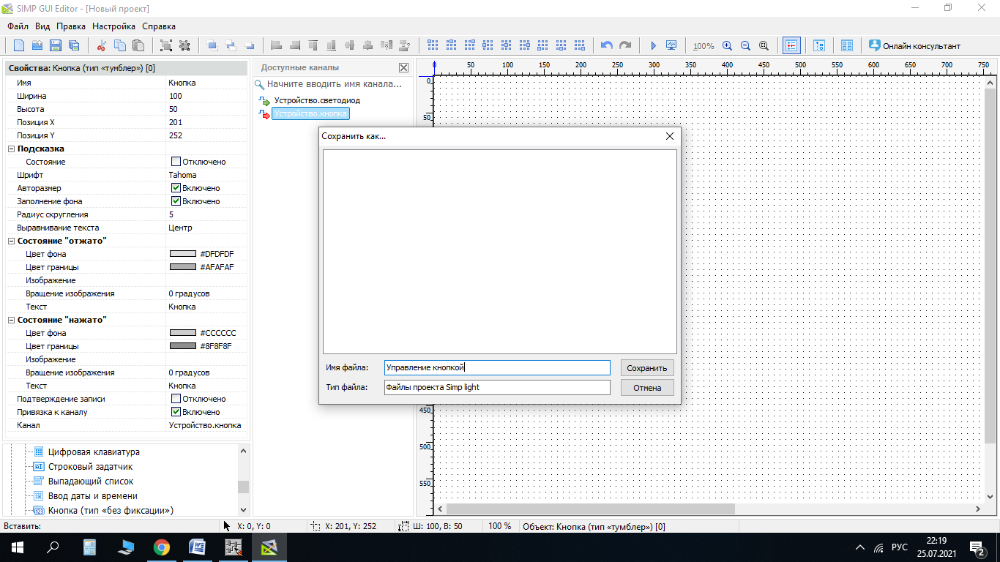 SIMP GUI Editor - [Новый проект]
Файл Вид Правка Настройка Справка
100%
Онлайн консультант
Свойства: Кнопка (тип «тумблер») [0]
Имя Кнопка
Ширина 100
Высота 50
Позиция X 201
Позиция Y 252
Подсказка
Состояние Отключено
Шрифт Tahoma
Авторазмер Включено
Заполнение фона Включено
Радиус скругления 5
Выравнивание текста Центр
Состояние "отжато"
Цвет фона #DFDFDF
Цвет границы #AFAFAF
Изображение
Вращение изображения 0 градусов
Текст Кнопка
Состояние "нажато"
Цвет фона #CCCCCC
Цвет границы #8F8F8F
Изображение
Вращение изображения 0 градусов
Текст Кнопка
Подтверждение записи Отключено
Привязка к каналу Включено
Канал Устройство.кнопка
Цифровая клавиатура
Строковый задатчик
Выпадающий список
Ввод даты и времени
Кнопка (тип «без фиксации»)
Доступные каналы
Начните вводить имя канала...
Устройство.светодиод
Устройство.кнопка
0 50 100 150 200 250 300 350 400 450 500 550 600 650 700 750
0
50
450
500
550
Сохранить как...
Имя файла: Управление кнопкой Сохранить
Тип файла: Файлы проекта Simp light Отмена
Вставить: X: 0, Y: 0 X: 201, Y: 252 Ш: 100, В: 50 100 % Объект: Кнопка (тип «тумблер») [0]
РУС
22:19
25.07.2021
2